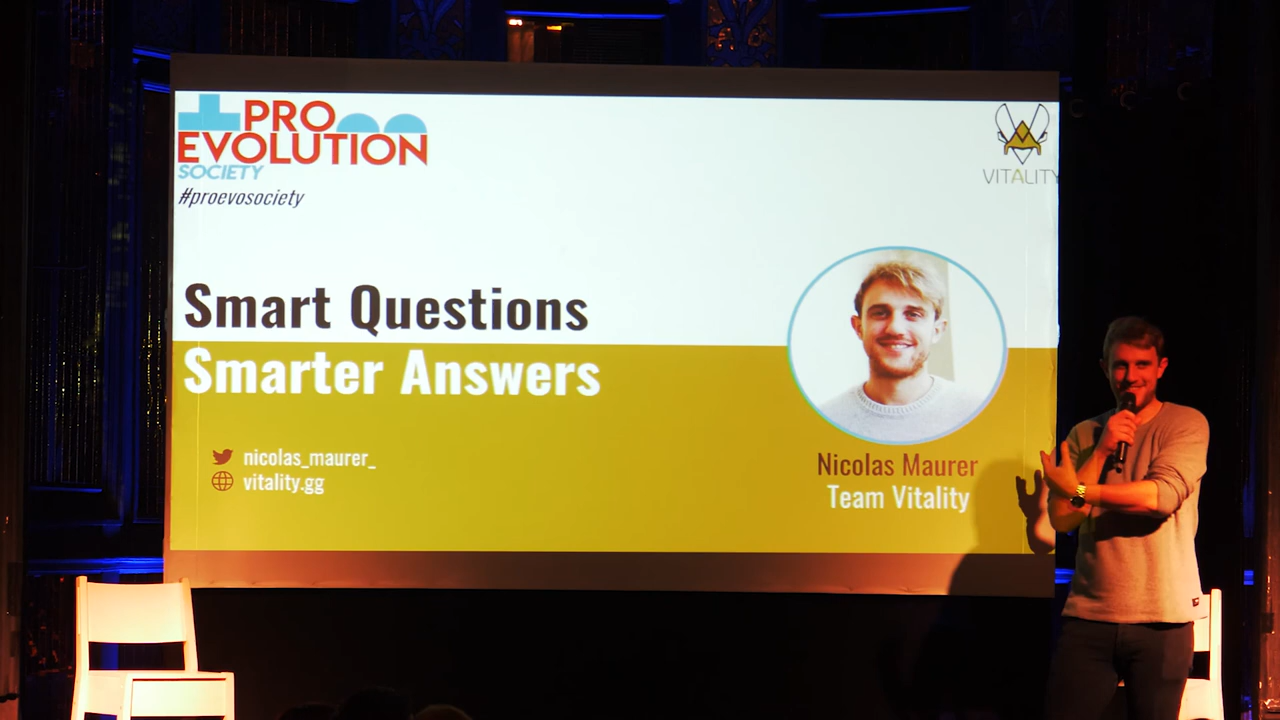 PRO
EVOLUTION
SOCIETY
#proevosociety
VITALITY
Smart Questions
Smarter Answers
nicolas_maurer_
vitality.gg
Nicolas Maurer
Team Vitality